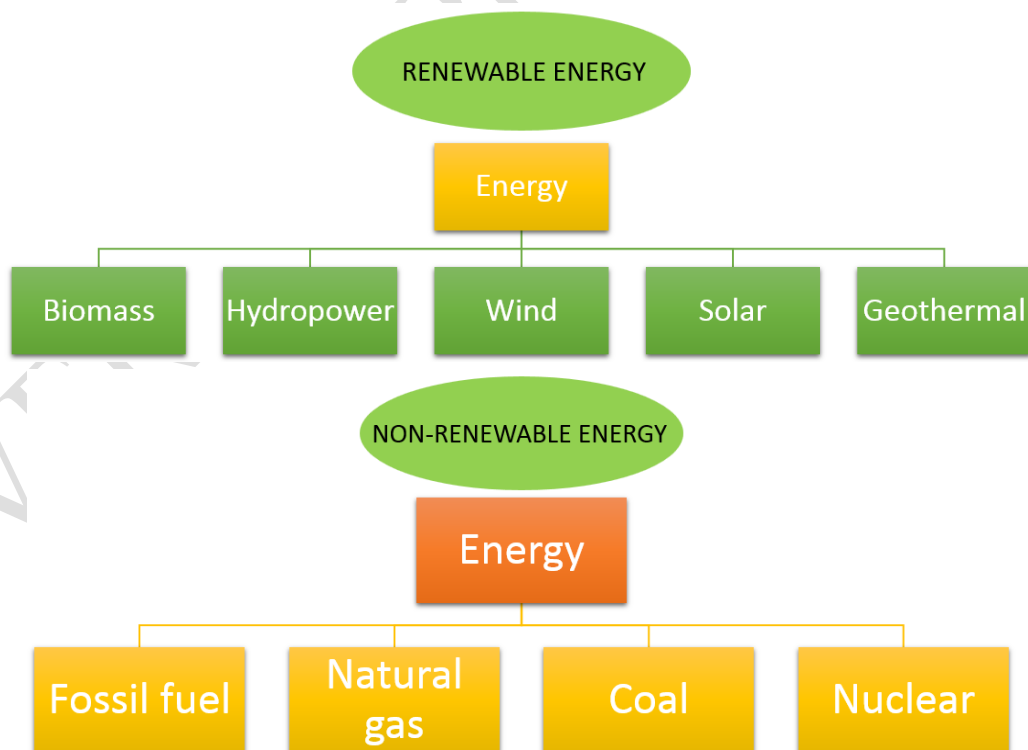 RENEWABLE ENERGY
Energy
Biomass
Hydropower
Wind
Solar
Geothermal
NON-RENEWABLE ENERGY
Energy
Fossil fuel
Natural
gas
Coal
Nuclear